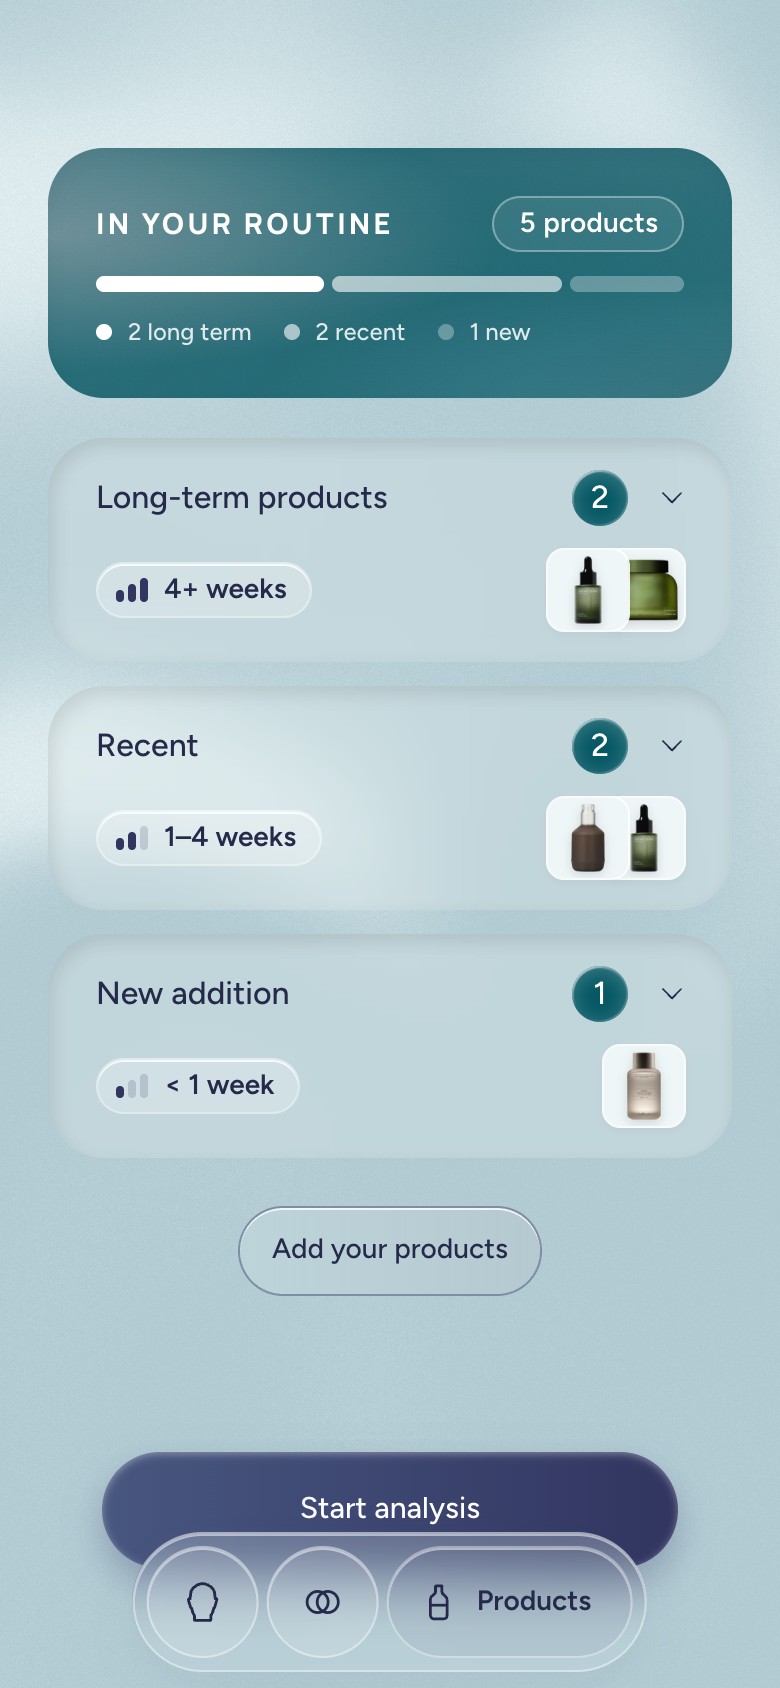 IN YOUR ROUTINE
5 products
2 long term
2 recent
1 new
Long-term products
2
4+ weeks
Recent
2
1–4 weeks
New addition
1
< 1 week
Add your products
Start analysis
Products